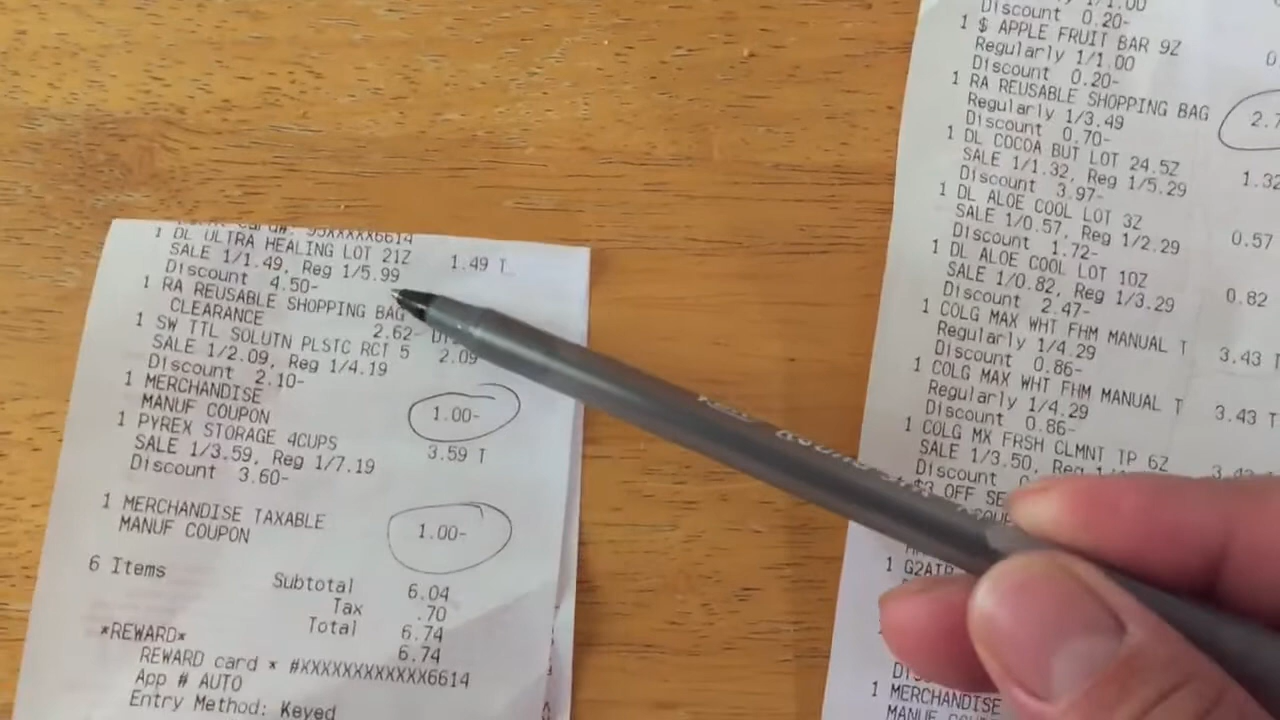 1 DL ULTRA HEALING LOT 21Z 1.49 T
SALE 1/1.49, Reg 1/5.99
Discount 4.50-
1 RA REUSABLE SHOPPING BAG
CLEARANCE 2.62-
1 SW TTL SOLUTN PLSTC RCT 5 2.09
SALE 1/2.09, Reg 1/4.19
Discount 2.10-
1 MERCHANDISE 1.00-
MANUF COUPON
1 PYREX STORAGE 4CUPS 3.59 T
SALE 1/3.59, Reg 1/7.19
Discount 3.60-
1 MERCHANDISE TAXABLE 1.00-
MANUF COUPON
6 Items
Subtotal 6.04
Tax .70
Total 6.74
*REWARD* 6.74
REWARD card * #XXXXXXXXXXXX6614
App # AUTO
Entry Method: Keyed
Discount 0.20-
1 $ APPLE FRUIT BAR 9Z
Regularly 1/1.00
Discount 0.20-
1 RA REUSABLE SHOPPING BAG
Regularly 1/3.49
Discount 0.70-
1 DL COCOA BUT LOT 24.5Z 1.32
SALE 1/1.32, Reg 1/5.29
Discount 3.97-
1 DL ALOE COOL LOT 3Z 0.57
SALE 1/0.57, Reg 1/2.29
Discount 1.72-
1 DL ALOE COOL LOT 10Z 0.82
SALE 1/0.82, Reg 1/3.29
Discount 2.47-
1 COLG MAX WHT FHM MANUAL T 3.43 T
Regularly 1/4.29
Discount 0.86-
1 COLG MAX WHT FHM MANUAL T 3.43 T
Regularly 1/4.29
Discount 0.86-
1 COLG MX FRSH CLMNT TP 6Z
SALE 1/3.50, Reg
Discount
$3 OFF
1 MERCHANDISE
MANUF